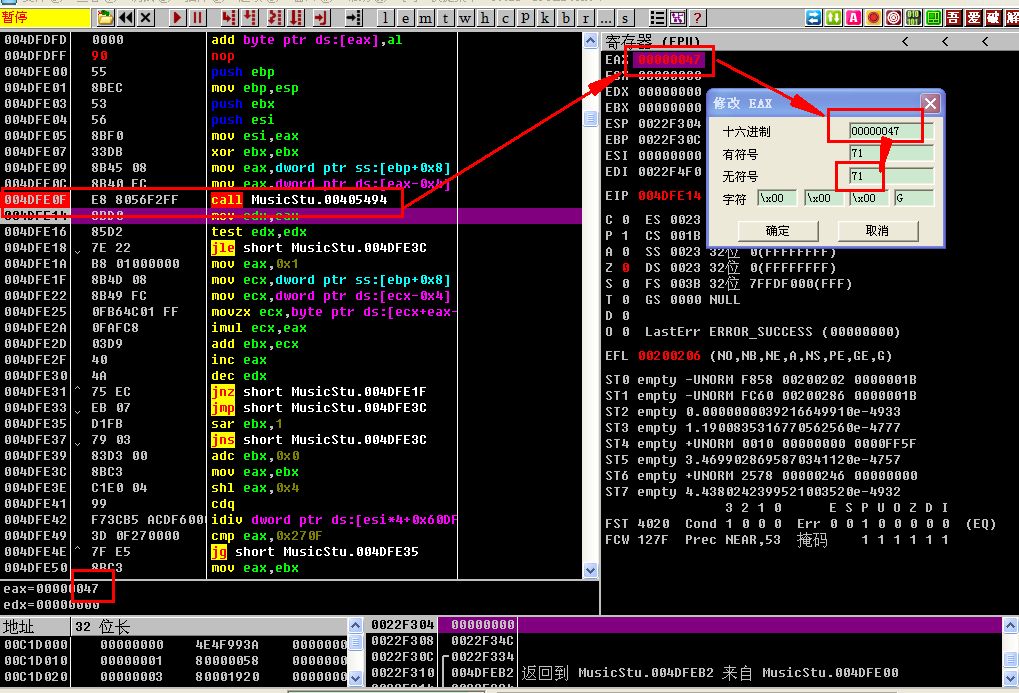 暂停
l e m t w h c p k b r ... s
?
吾 爱 破 解
004DFDFD 0000 add byte ptr ds:[eax],al
004DFDFF 90 nop
004DFE00 55 push ebp
004DFE01 8BEC mov ebp,esp
004DFE03 53 push ebx
004DFE04 56 push esi
004DFE05 8BF0 mov esi,eax
004DFE07 33DB xor ebx,ebx
004DFE09 8B45 08 mov eax,dword ptr ss:[ebp+0x8]
004DFE0C 8B40 FC mov eax,dword ptr ds:[eax-0x4]
004DFE0F E8 8056F2FF call MusicStu.00405494
004DFE14 8BD0 mov edx,eax
004DFE16 85D2 test edx,edx
004DFE18 7E 22 jle short MusicStu.004DFE3C
004DFE1A B8 01000000 mov eax,0x1
004DFE1F 8B4D 08 mov ecx,dword ptr ss:[ebp+0x8]
004DFE22 8B49 FC mov ecx,dword ptr ds:[ecx-0x4]
004DFE25 0FB64C01 FF movzx ecx,byte ptr ds:[ecx+eax-
004DFE2A 0FAFC8 imul ecx,eax
004DFE2D 03D9 add ebx,ecx
004DFE2F 40 inc eax
004DFE30 4A dec edx
004DFE31 ^ 75 EC jnz short MusicStu.004DFE1F
004DFE33 EB 07 jmp short MusicStu.004DFE3C
004DFE35 D1FB sar ebx,1
004DFE37 79 03 jns short MusicStu.004DFE3C
004DFE39 83D3 00 adc ebx,0x0
004DFE3C 8BC3 mov eax,ebx
004DFE3E C1E0 04 shl eax,0x4
004DFE41 99 cdq
004DFE42 F73CB5 ACDF600 idiv dword ptr ds:[esi*4+0x60DF
004DFE49 3D 0F270000 cmp eax,0x270F
004DFE4E ^ 7F E5 jg short MusicStu.004DFE35
004DFE50 8BC3 mov eax,ebx
eax=00000047
edx=00000000
寄存器 (FPU) < < <
EAX 00000047
ECX 00000000
EDX 00000000
EBX 00000000
ESP 0022F304
EBP 0022F30C
ESI 00000000
EDI 0022F4F0
EIP 004DFE14
C 0 ES 0023
P 1 CS 001B
A 0 SS 0023 32位 0(FFFFFFFF)
Z 0 DS 0023 32位 0(FFFFFFFF)
S 0 FS 003B 32位 7FFDF000(FFF)
T 0 GS 0000 NULL
D 0
O 0 LastErr ERROR_SUCCESS (00000000)
EFL 00200206 (NO,NB,NE,A,NS,PE,GE,G)
ST0 empty -UNORM F858 00200202 0000001B
ST1 empty -UNORM FC60 00200286 0000001B
ST2 empty 0.0000000039216649910e-4933
ST3 empty 1.1900835316770562560e-4777
ST4 empty +UNORM 0010 00000000 0000FF5F
ST5 empty 3.4699028695870341120e-4757
ST6 empty +UNORM 2578 00000246 00000000
ST7 empty 4.4380242399521003520e-4932
3 2 1 0 E S P U O Z D I
FST 4020 Cond 1 0 0 0 Err 0 0 1 0 0 0 0 0 (EQ)
FCW 127F Prec NEAR,53 掩码 1 1 1 1 1 1
修改 EAX
十六进制 00000047
有符号 71
无符号 71
字符 \x00 \x00 \x00 G
确定 取消
地址 32 位长
00C1D000 00000000 4E4F993A 0000000
00C1D010 00000001 80000058 0000000
00C1D020 00000003 80001920 0000000
0022F304 00000000
0022F308 0022F34C
0022F30C 0022F334
0022F310 004DFEB2 返回到 MusicStu.004DFEB2 来自 MusicStu.004DFE00